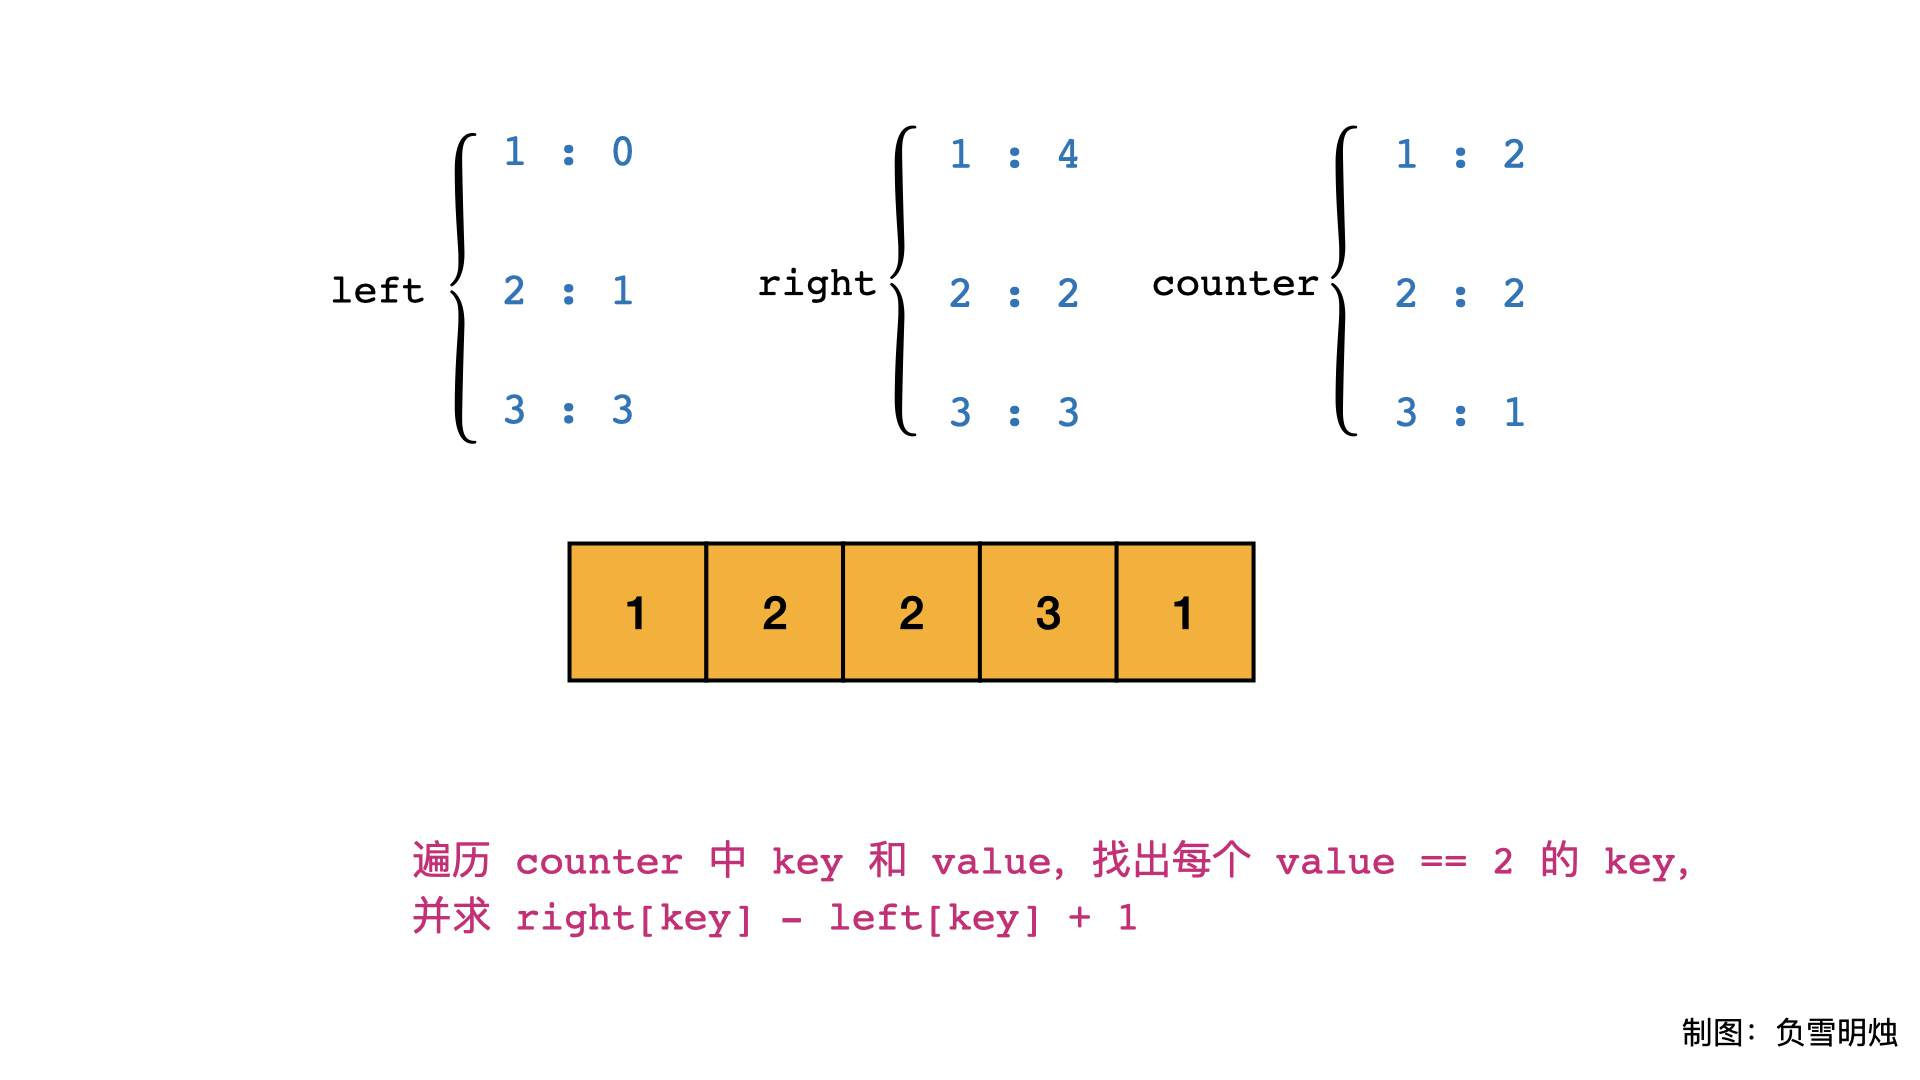 1 : 0
2 : 1
3 : 3
left
1 : 4
2 : 2
3 : 3
right
1 : 2
2 : 2
3 : 1
counter
1 2 2 3 1
遍历 counter 中 key 和 value，找出每个 value == 2 的 key，
并求 right[key] - left[key] + 1
制图：负雪明烛